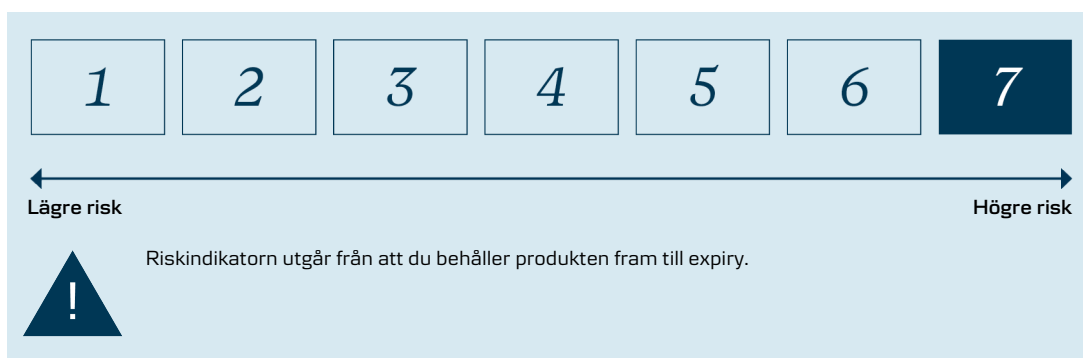 1 2 3 4 5 6 7
Lägre risk Högre risk
! Riskindikatorn utgår från att du behåller produkten fram till expiry.